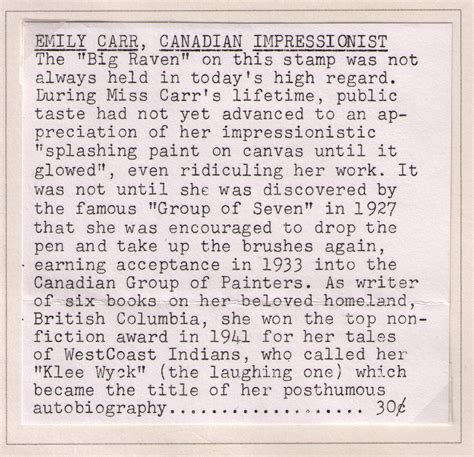 EMILY CARR, CANADIAN IMPRESSIONIST
The "Big Raven" on this stamp was not
always held in today's high regard.
During Miss Carr's lifetime, public
taste had not yet advanced to an ap-
preciation of her impressionistic
"splashing paint on canvas until it
glowed", even ridiculing her work. It
was not until she was discovered by
the famous "Group of Seven" in 1927
that she was encouraged to drop the
pen and take up the brushes again,
earning acceptance in 1933 into the
Canadian Group of Painters. As writer
of six books on her beloved homeland,
British Columbia, she won the top non-
fiction award in 1941 for her tales
of WestCoast Indians, who called her
"Klee Wyck" (the laughing one) which
became the title of her posthumous
autobiography.................. 30¢